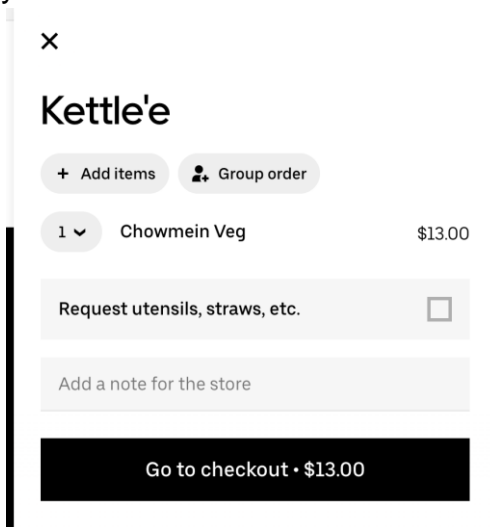 Kettle'e
+ Add items Group order
1 Chowmein Veg $13.00
Request utensils, straws, etc.
Add a note for the store
Go to checkout • $13.00